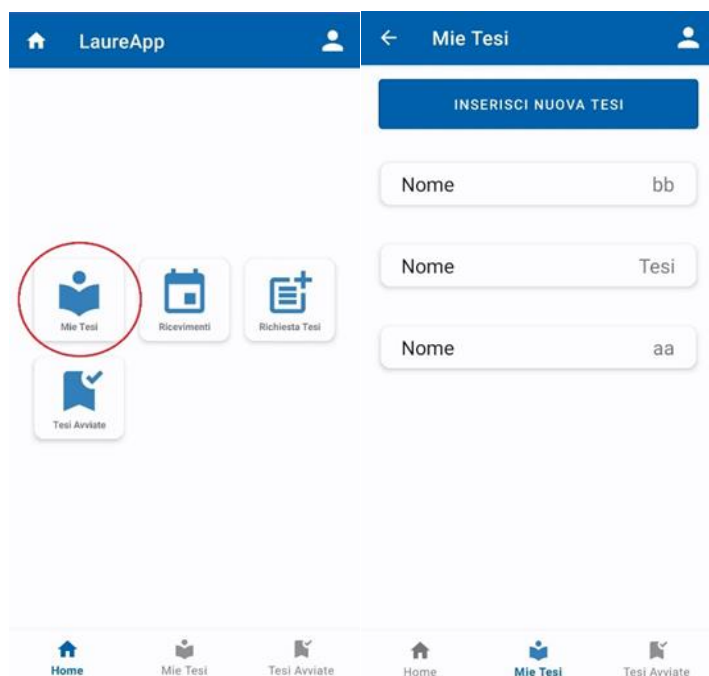 LaureApp
Mie Tesi
Ricevimenti
Richiesta Tesi
Tesi Avviate
Home
Mie Tesi
Tesi Avviate
Mie Tesi
INSERISCI NUOVA TESI
Nome bb
Nome Tesi
Nome aa
Home
Mie Tesi
Tesi Avviate